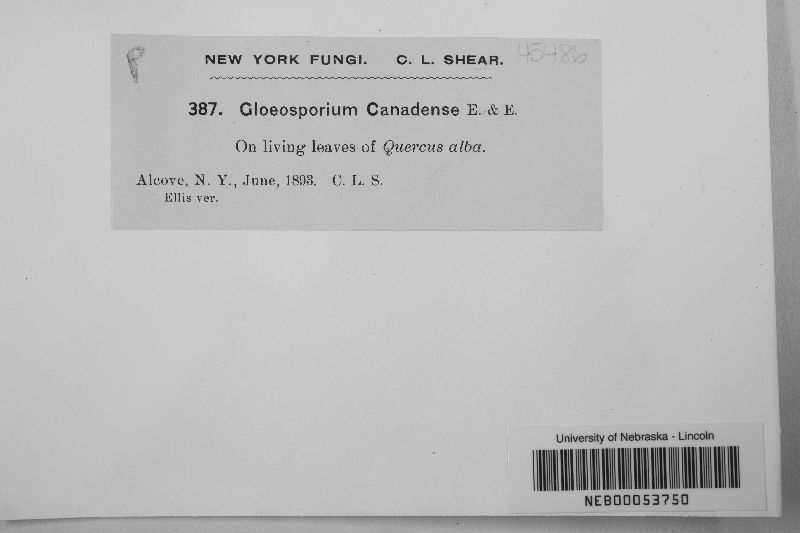 P
NEW YORK FUNGI. C. L. SHEAR. 45486
387. Gloeosporium Canadense E. & E.
On living leaves of Quercus alba.
Alcove, N. Y., June, 1893. C. L. S.
Ellis ver.
University of Nebraska - Lincoln
NEB00053750